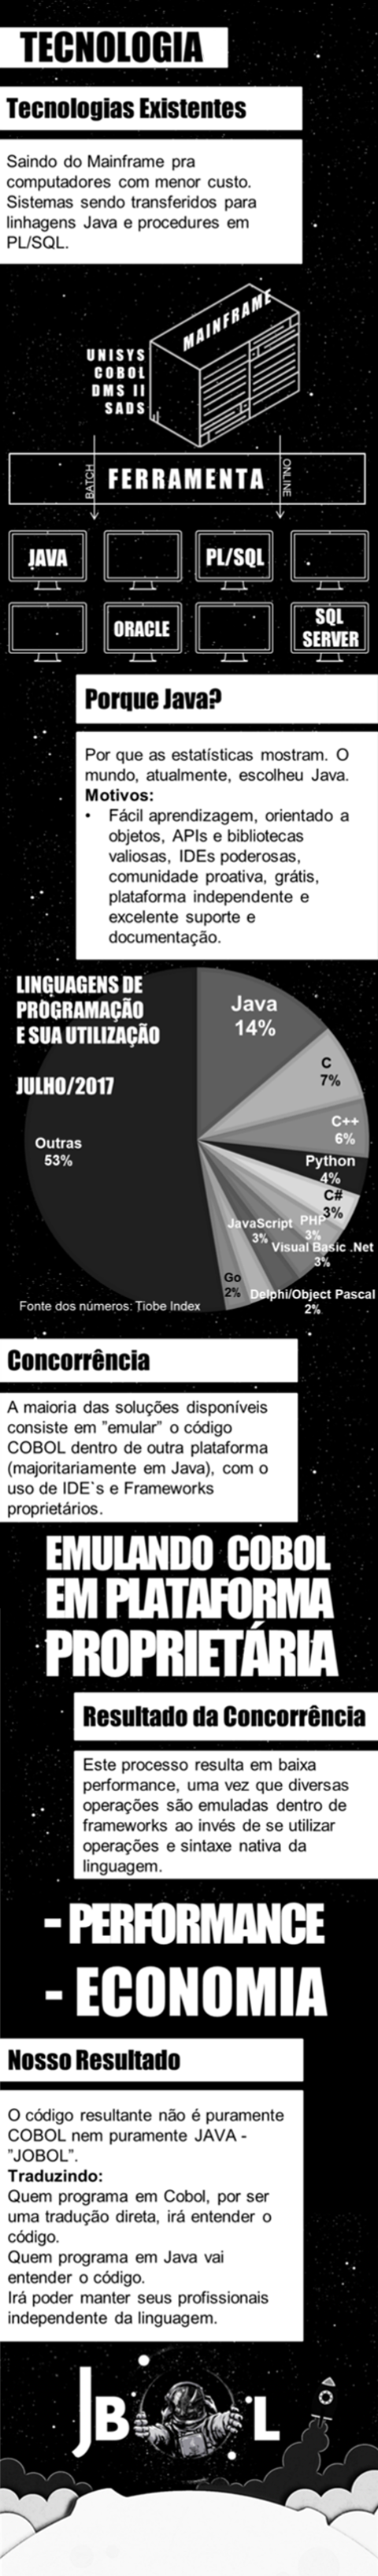 TECNOLOGIA
Tecnologias Existentes
Saindo do Mainframe pra
computadores com menor custo.
Sistemas sendo transferidos para
linhagens Java e procedures em
PL/SQL.
MAINFRAME
UNISYS
COBOL
DMS II
SADS
BATCH
FERRAMENTA
ONLINE
JAVA
PL/SQL
ORACLE
SQL
SERVER
Porque Java?
Por que as estatísticas mostram. O
mundo, atualmente, escolheu Java.
Motivos:
• Fácil aprendizagem, orientado a
objetos, APIs e bibliotecas
valiosas, IDEs poderosas,
comunidade proativa, grátis,
plataforma independente e
excelente suporte e
documentação.
LINGUAGENS DE
PROGRAMAÇÃO
E SUA UTILIZAÇÃO
JULHO/2017
Java
14%
C
7%
C++
6%
Python
4%
C#
3%
PHP
3%
JavaScript
3%
Visual Basic .Net
3%
Delphi/Object Pascal
2%
Go
2%
Outras
53%
Fonte dos números: Tiobe Index
Concorrência
A maioria das soluções disponíveis
consiste em "emular" o código
COBOL dentro de outra plataforma
(majoritariamente em Java), com o
uso de IDE`s e Frameworks
proprietários.
EMULANDO COBOL
EM PLATAFORMA
PROPRIETÁRIA
Resultado da Concorrência
Este processo resulta em baixa
performance, uma vez que diversas
operações são emuladas dentro de
frameworks ao invés de se utilizar
operações e sintaxe nativa da
linguagem.
- PERFORMANCE
- ECONOMIA
Nosso Resultado
O código resultante não é puramente
COBOL nem puramente JAVA -
"JOBOL".
Traduzindo:
Quem programa em Cobol, por ser
uma tradução direta, irá entender o
código.
Quem programa em Java vai
entender o código.
Irá poder manter seus profissionais
independente da linguagem.
JB L